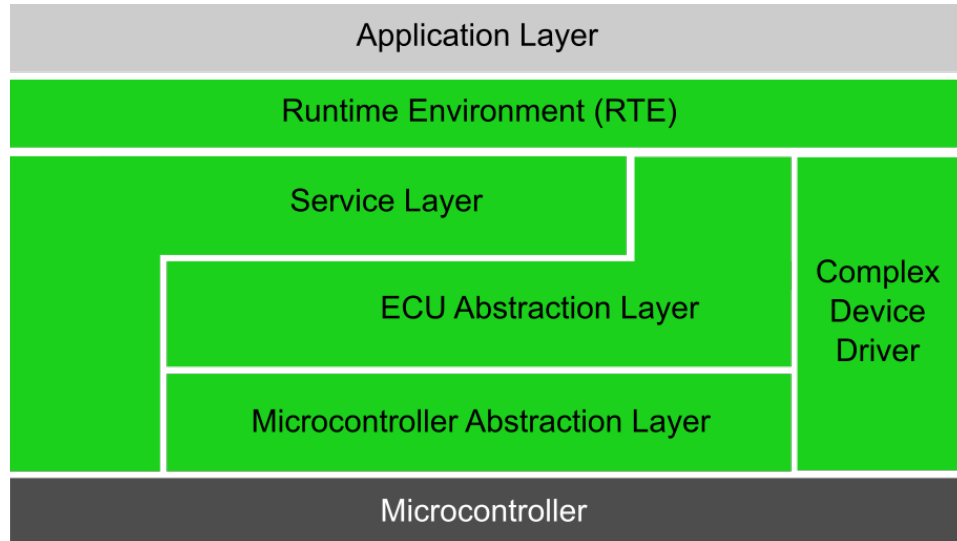 Application Layer
Runtime Environment (RTE)
Service Layer
ECU Abstraction Layer
Complex
Device
Driver
Microcontroller Abstraction Layer
Microcontroller